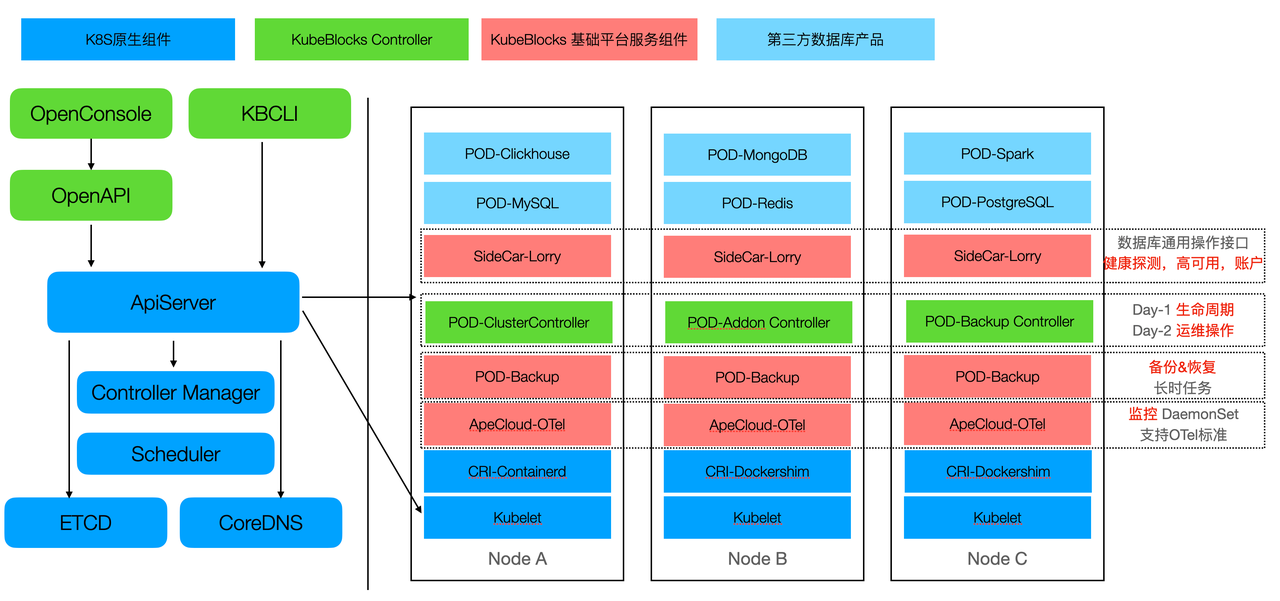 K8S原生组件
KubeBlocks Controller
KubeBlocks 基础平台服务组件
第三方数据库产品
OpenConsole
KBCLI
OpenAPI
ApiServer
Controller Manager
Scheduler
ETCD
CoreDNS
POD-Clickhouse
POD-MySQL
SideCar-Lorry
POD-ClusterController
POD-Backup
ApeCloud-OTel
CRI-Containerd
Kubelet
Node A
POD-MongoDB
POD-Redis
SideCar-Lorry
POD-Addon Controller
POD-Backup
ApeCloud-OTel
CRI-Dockershim
Kubelet
Node B
POD-Spark
POD-PostgreSQL
SideCar-Lorry
POD-Backup Controller
POD-Backup
ApeCloud-OTel
CRI-Dockershim
Kubelet
Node C
数据库通用操作接口
健康探测，高可用，账户
Day-1 生命周期
Day-2 运维操作
备份&恢复
长时任务
监控 DaemonSet
支持OTel标准